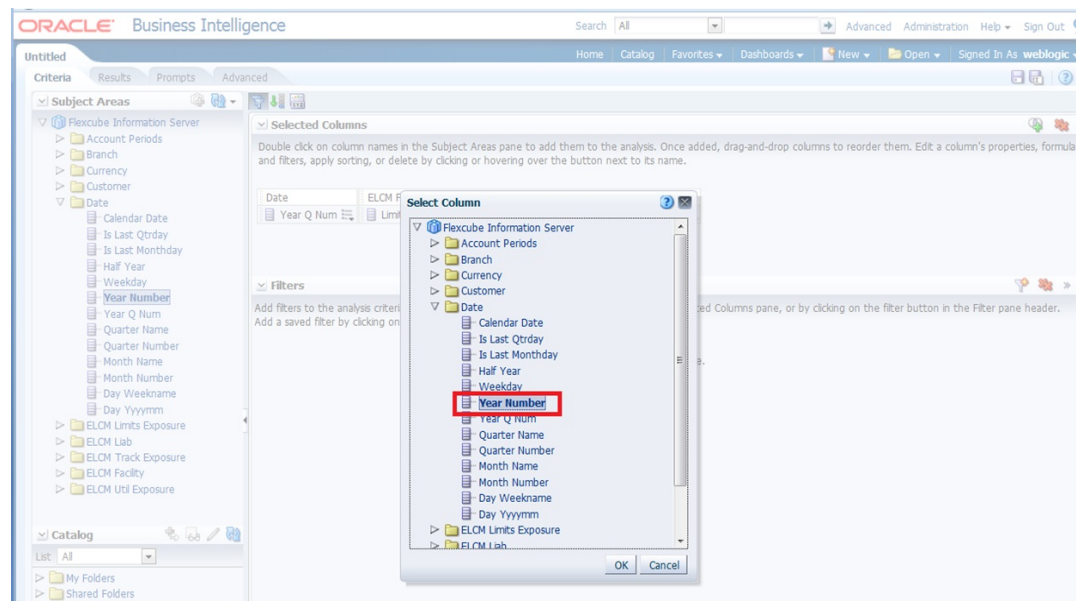 ORACLE Business Intelligence
Search All Advanced Administration Help Sign Out
Untitled
Home Catalog Favorites Dashboards New Open Signed In As weblogic
Criteria Results Prompts Advanced
Subject Areas
Flexcube Information Server
Account Periods
Branch
Currency
Customer
Date
Calendar Date
Is Last Qtrday
Is Last Monthday
Half Year
Weekday
Year Number
Year Q Num
Quarter Name
Quarter Number
Month Name
Month Number
Day Weekname
Day Yyyymm
ELCM Limits Exposure
ELCM Liab
ELCM Track Exposure
ELCM Facility
ELCM Util Exposure
Catalog
List All
My Folders
Shared Folders
Selected Columns
Double click on column names in the Subject Areas pane to add them to the analysis. Once added, drag-and-drop columns to reorder them. Edit a column's properties, formula
and filters, apply sorting, or delete by clicking or hovering over the button next to its name.
Date ELCM
Year Q Num
Filters
Add filters to the analysis
ed Columns pane, or by clicking on the filter button in the Filter pane header.
Add a saved filter by clicking on
Select Column
Flexcube Information Server
Account Periods
Branch
Currency
Customer
Date
Calendar Date
Is Last Qtrday
Is Last Monthday
Half Year
Weekday
Year Number
Year Q Num
Quarter Name
Quarter Number
Month Name
Month Number
Day Weekname
Day Yyyymm
ELCM Limits Exposure
ELCM Liab
OK Cancel